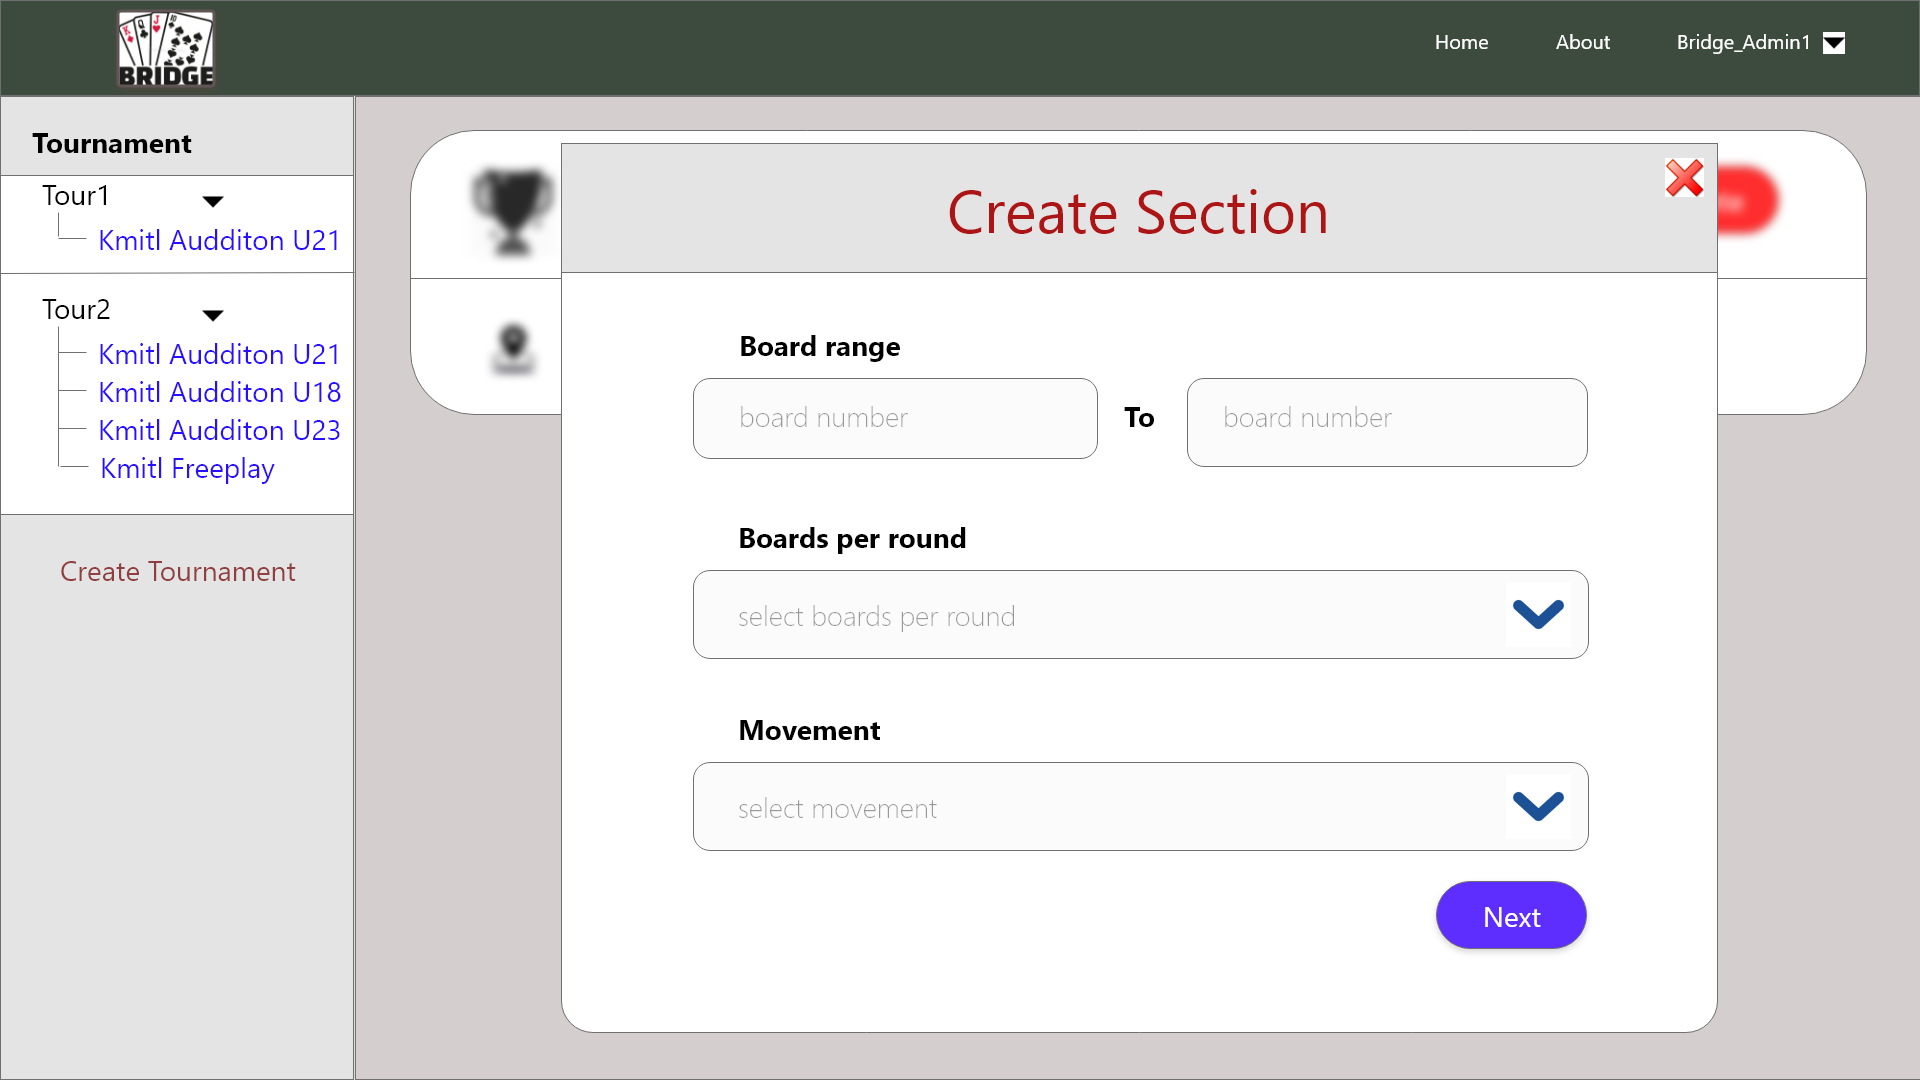 K Q J 10
BRIDGE
Home About Bridge_Admin1
Tournament
Tour1
Kmitl Audditon U21
Tour2
Kmitl Audditon U21
Kmitl Audditon U18
Kmitl Audditon U23
Kmitl Freeplay
Create Tournament
Create Section
Board range
board number To board number
Boards per round
select boards per round
Movement
select movement
Next